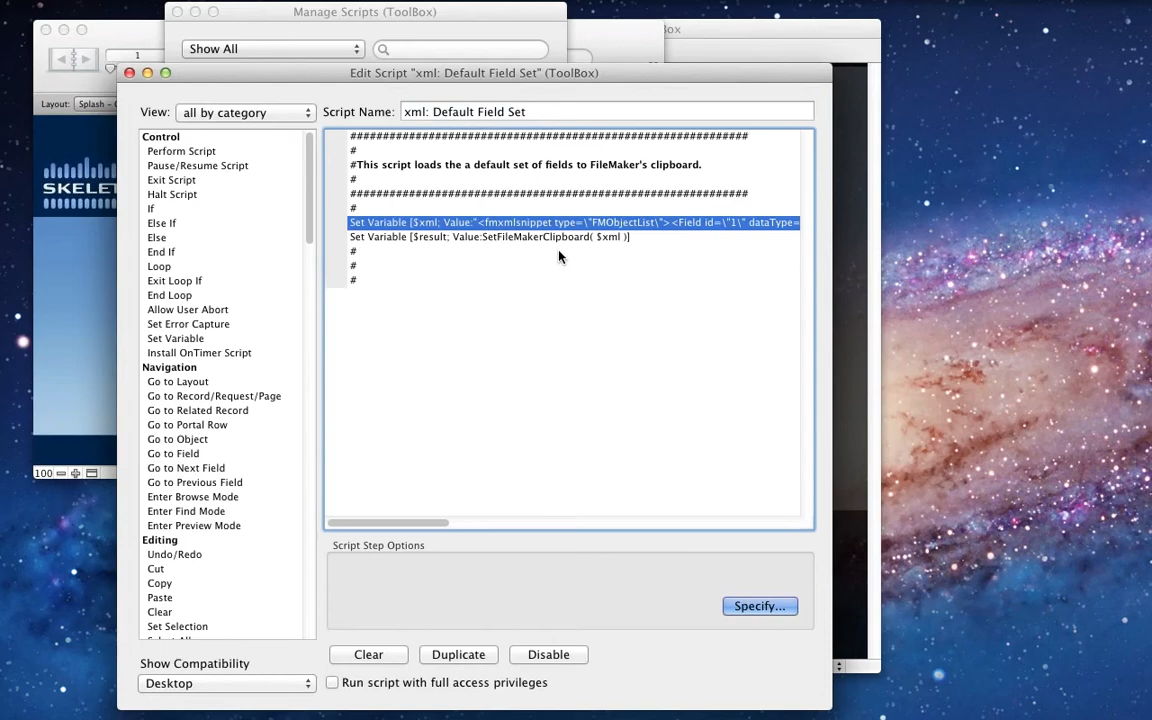 Manage Scripts (ToolBox)
Show All
ox
1
Edit Script "xml: Default Field Set" (ToolBox)
Layout: Splash -
View: all by category
Script Name: xml: Default Field Set
SKELET
100
Control
Perform Script
Pause/Resume Script
Exit Script
Halt Script
If
Else If
Else
End If
Loop
Exit Loop If
End Loop
Allow User Abort
Set Error Capture
Set Variable
Install OnTimer Script
Navigation
Go to Layout
Go to Record/Request/Page
Go to Related Record
Go to Portal Row
Go to Object
Go to Field
Go to Next Field
Go to Previous Field
Enter Browse Mode
Enter Find Mode
Enter Preview Mode
Editing
Undo/Redo
Cut
Copy
Paste
Clear
Set Selection
#############################################################
#
#This script loads the a default set of fields to FileMaker's clipboard.
#
#############################################################
#
Set Variable [$xml; Value:"<fmxmlsnippet type=\"FMObjectList\"><Field id=\"1\" dataType=
Set Variable [$result; Value:SetFileMakerClipboard( $xml )]
#
#
#
Script Step Options
Specify...
Show Compatibility
Desktop
Clear
Duplicate
Disable
Run script with full access privileges